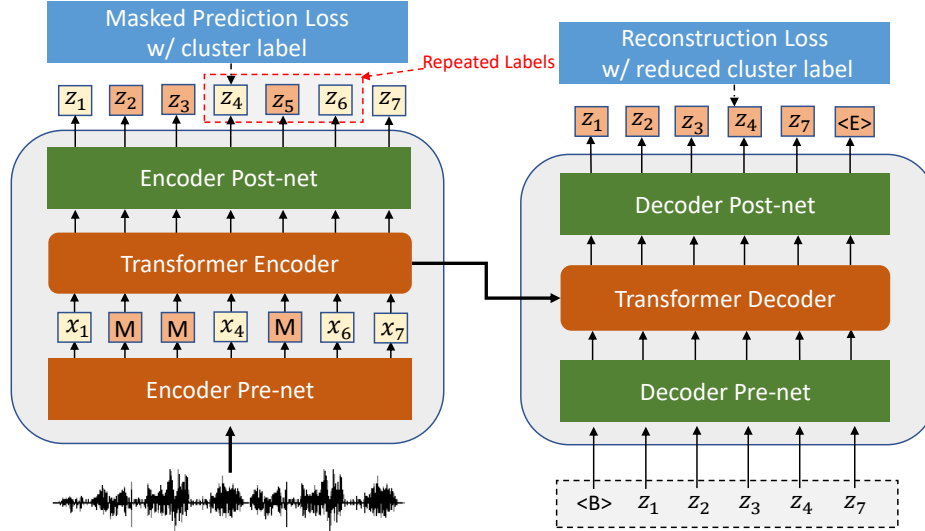 Masked Prediction Loss
w/ cluster label
Repeated Labels
z₁ z₂ z₃ z₄ z₅ z₆ z₇
Encoder Post-net
Transformer Encoder
x₁ M M x₄ M x₆ x₇
Encoder Pre-net
Reconstruction Loss
w/ reduced cluster label
z₁ z₂ z₃ z₄ z₇ <E>
Decoder Post-net
Transformer Decoder
Decoder Pre-net
<B> z₁ z₂ z₃ z₄ z₇